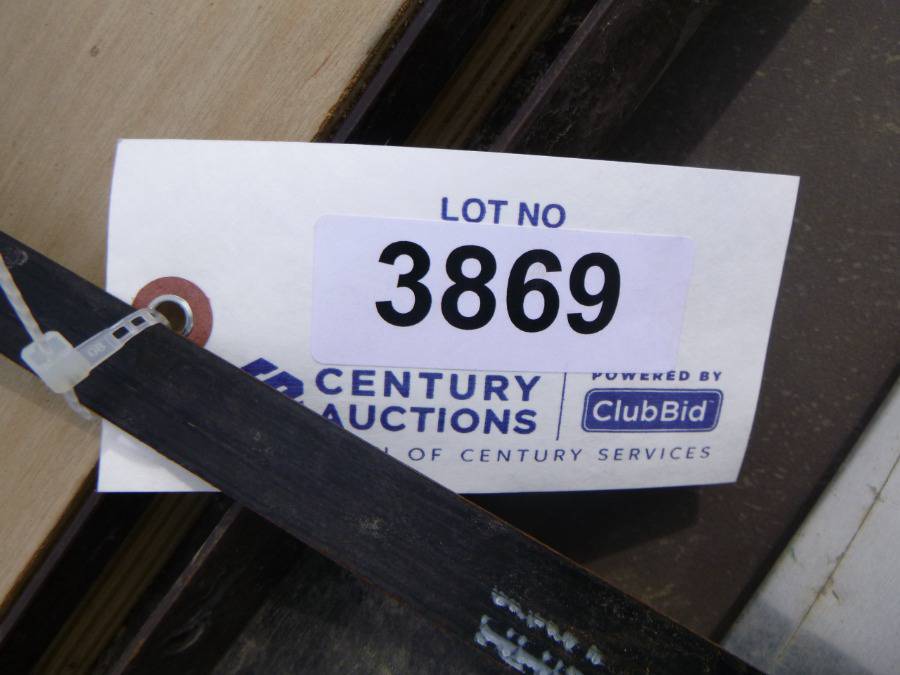 LOT NO
3869
CENTURY
AUCTIONS
POWERED BY
ClubBid
OF CENTURY SERVICES